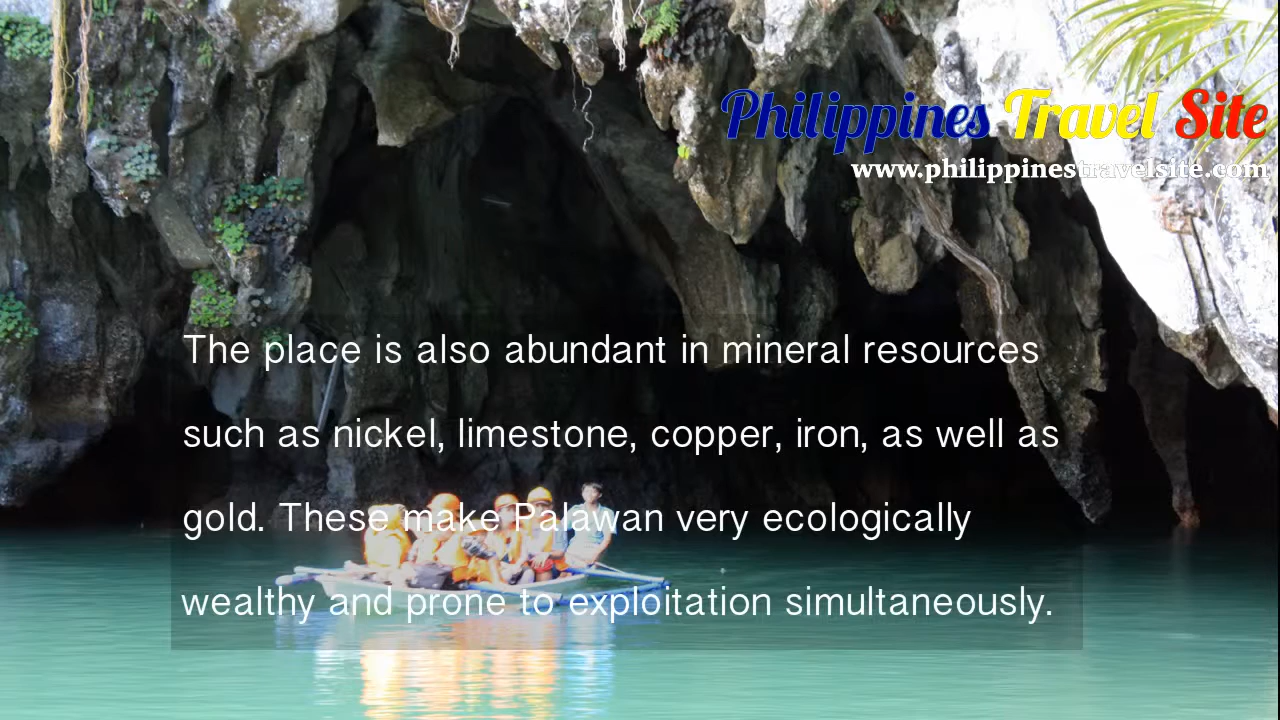 Philippines Travel Site
www.philippinestravelsite.com
The place is also abundant in mineral resources
such as nickel, limestone, copper, iron, as well as
gold. These make Palawan very ecologically
wealthy and prone to exploitation simultaneously.